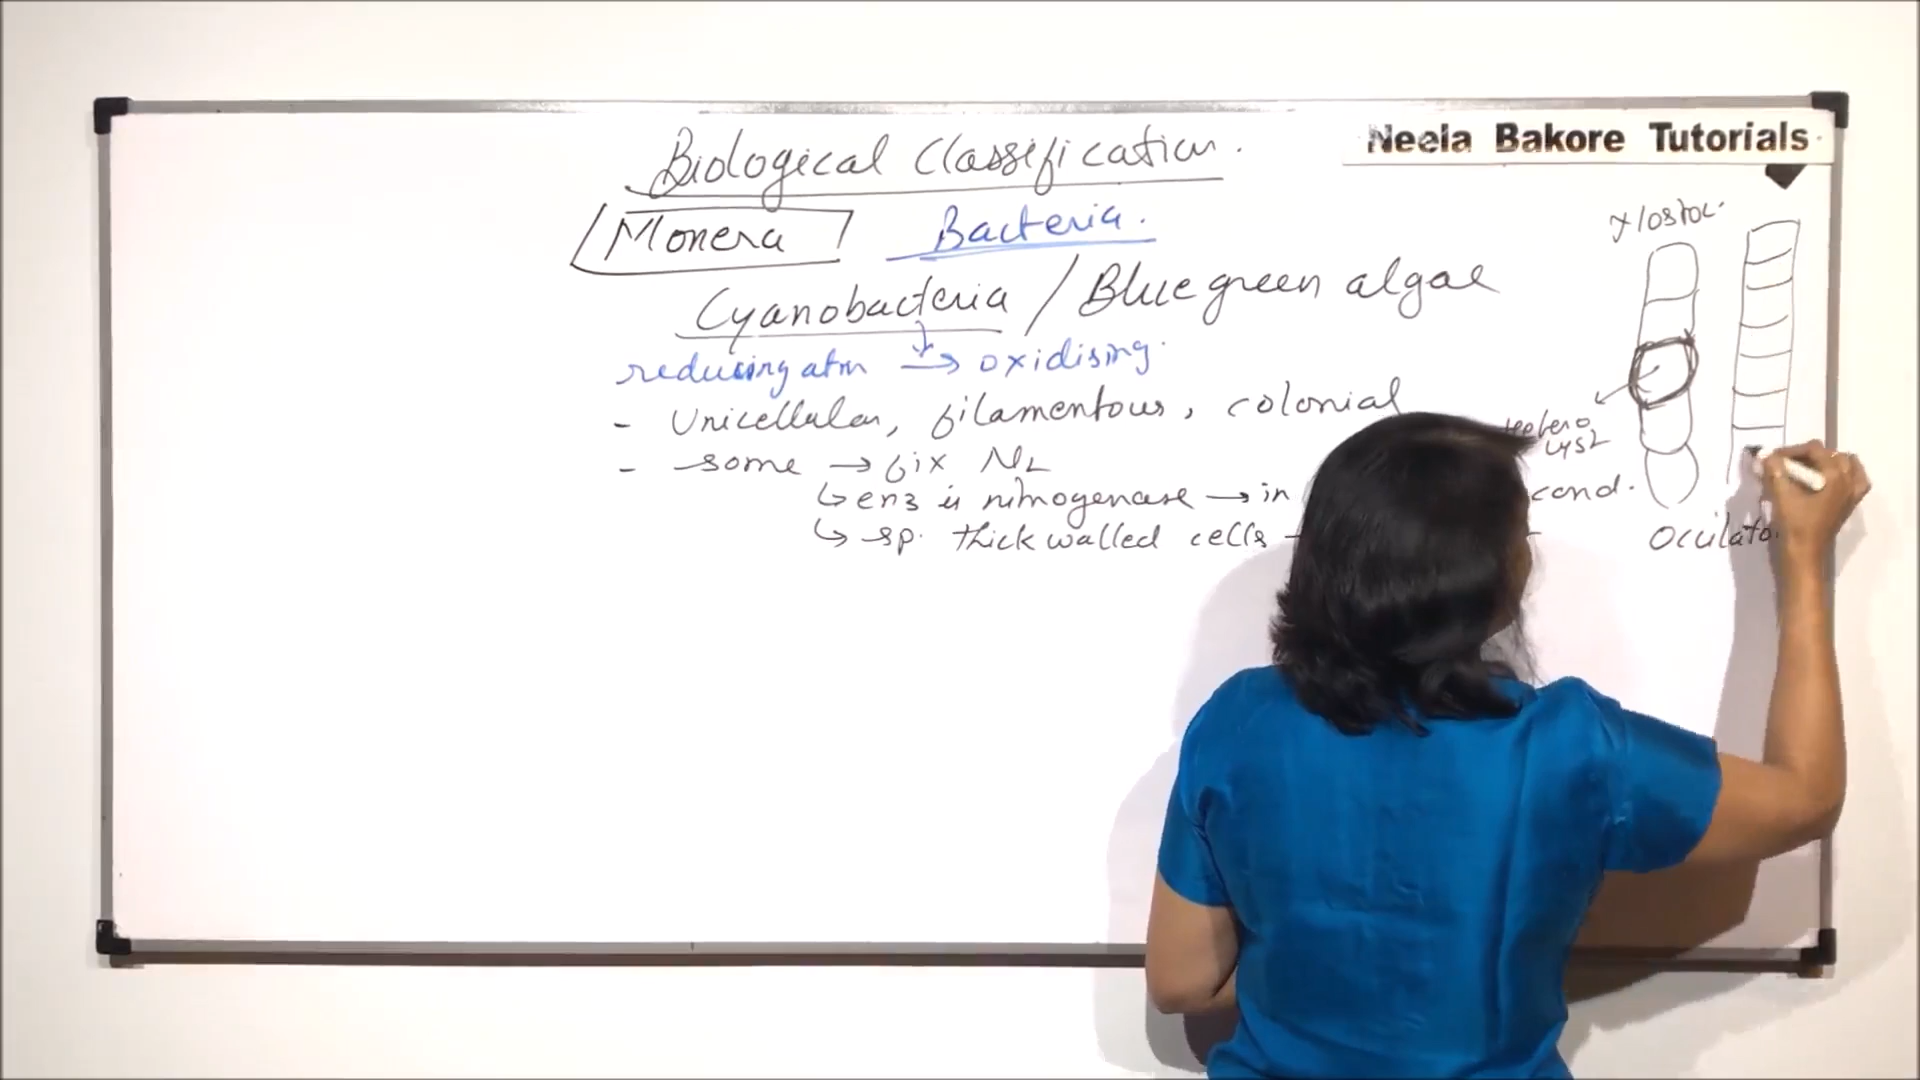 Biological Classification.
Neela Bakore Tutorials
Monera Bacteria.
Nostoc.
Cyanobacteria / Blue green algae
reducing atm → oxidising.
- Unicellular, filamentous, colonial
Hetero
cyst
- some → fix N2
↳ enz is nitrogenase → in cond.
↳ sp. thick walled cells -
Ocilato